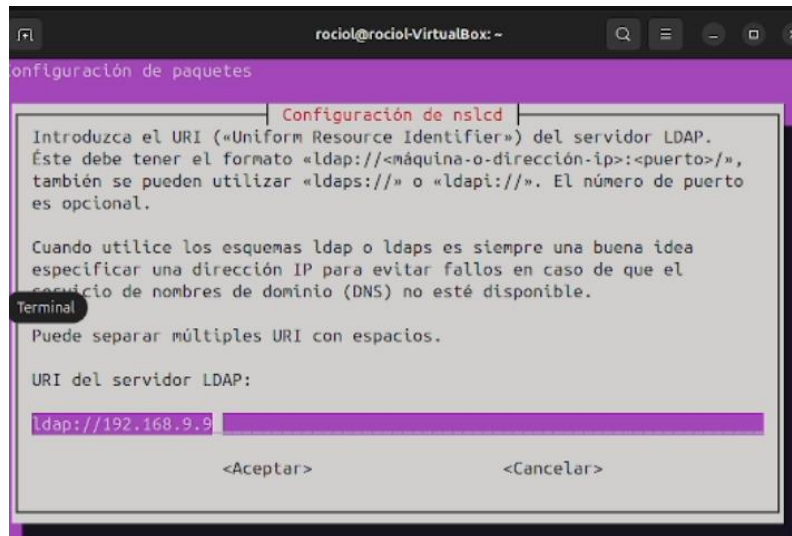 rociol@rociol-VirtualBox: ~
onfiguración de paquetes
Configuración de nslcd
Introduzca el URI («Uniform Resource Identifier») del servidor LDAP.
Éste debe tener el formato «ldap://<máquina-o-dirección-ip>:<puerto>/»,
también se pueden utilizar «ldaps://» o «ldapi://». El número de puerto
es opcional.
Cuando utilice los esquemas ldap o ldaps es siempre una buena idea
especificar una dirección IP para evitar fallos en caso de que el
servicio de nombres de dominio (DNS) no esté disponible.
Terminal
Puede separar múltiples URI con espacios.
URI del servidor LDAP:
ldap://192.168.9.9
<Aceptar> <Cancelar>